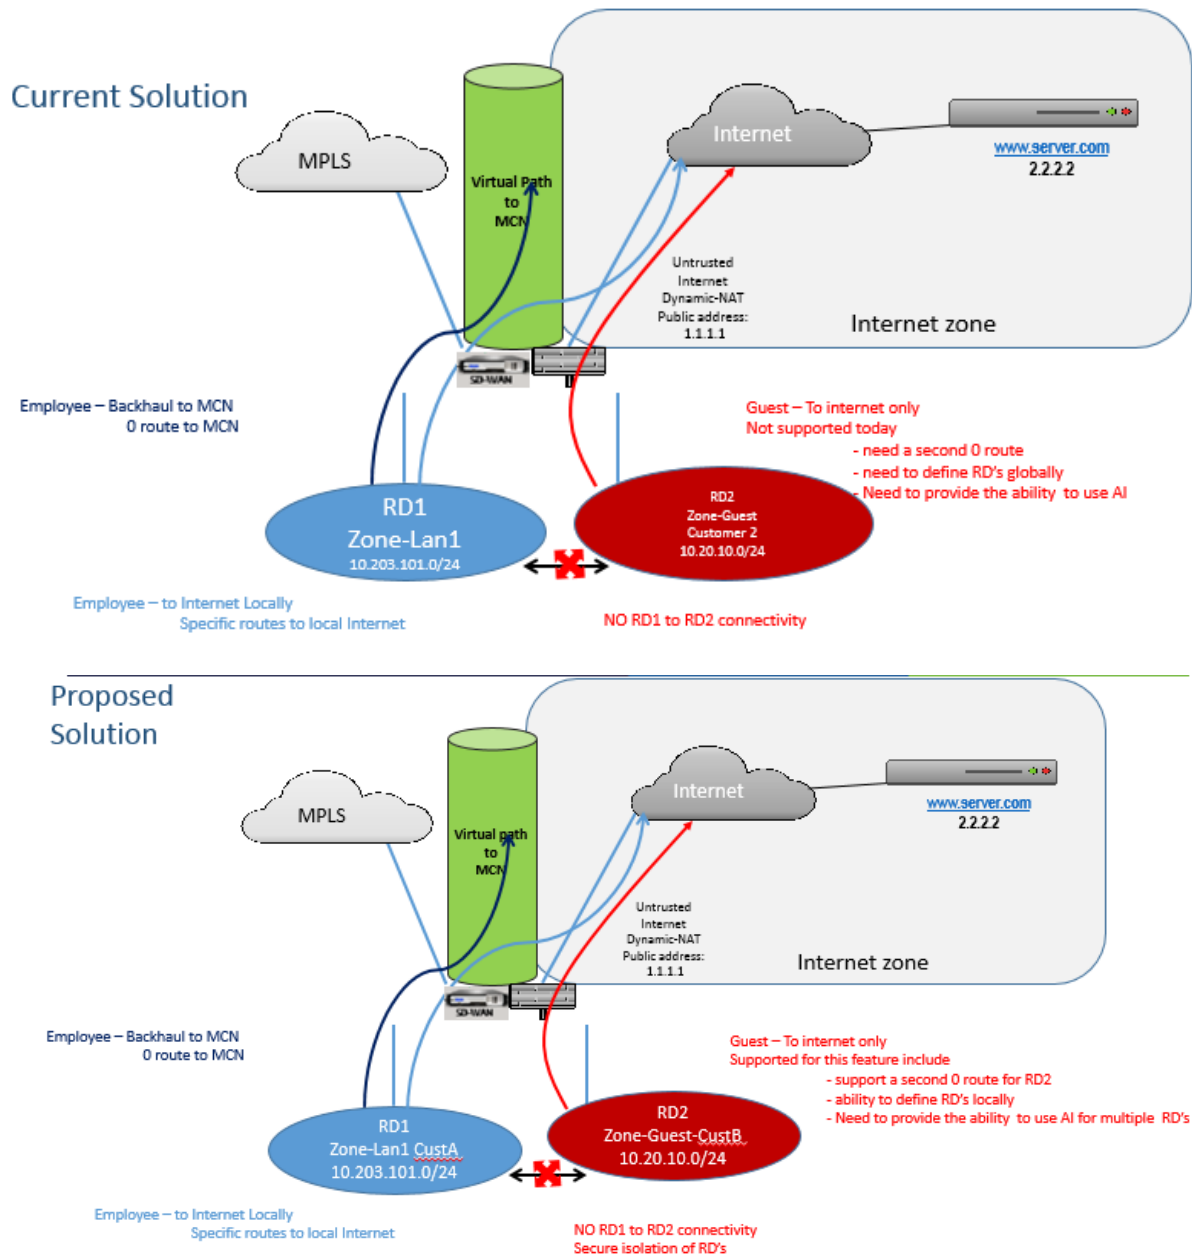 Current Solution
MPLS
Virtual Path
to
MCN
Internet
www.server.com
2.2.2.2
Untrusted
Internet
Dynamic-NAT
Public address:
1.1.1.1
Internet zone
SD-WAN
Employee – Backhaul to MCN
0 route to MCN
Guest – To internet only
Not supported today
- need a second 0 route
- need to define RD's globally
- Need to provide the ability to use AI
RD1
Zone-Lan1
10.203.101.0/24
RD2
Zone-Guest
Customer 2
10.20.10.0/24
Employee – to Internet Locally
Specific routes to local Internet
NO RD1 to RD2 connectivity
Proposed
Solution
MPLS
Virtual path
to
MCN
Internet
www.server.com
2.2.2.2
Untrusted
Internet
Dynamic-NAT
Public address:
1.1.1.1
Internet zone
SD-WAN
Employee – Backhaul to MCN
0 route to MCN
Guest – To internet only
Supported for this feature include
- support a second 0 route for RD2
- ability to define RD's locally
- Need to provide the ability to use AI for multiple RD's
RD1
Zone-Lan1 CustA
10.203.101.0/24
RD2
Zone-Guest-CustB
10.20.10.0/24
Employee – to Internet Locally
Specific routes to local Internet
NO RD1 to RD2 connectivity
Secure isolation of RD's